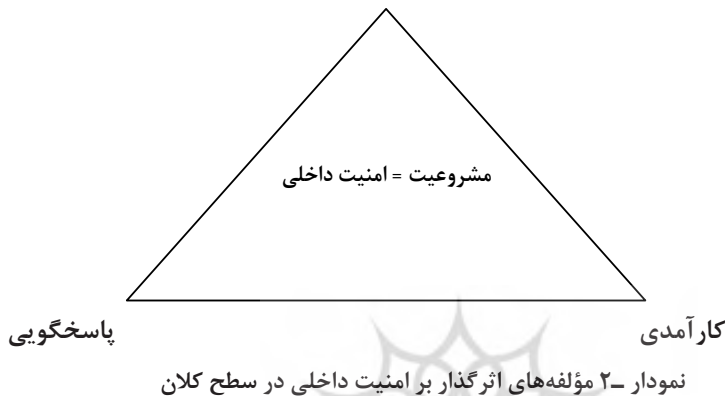 مشروعیت = امنیت داخلی
کارآمدی
پاسخگویی
نمودار ـ۲ مؤلفه‌های اثرگذار بر امنیت داخلی در سطح کلان